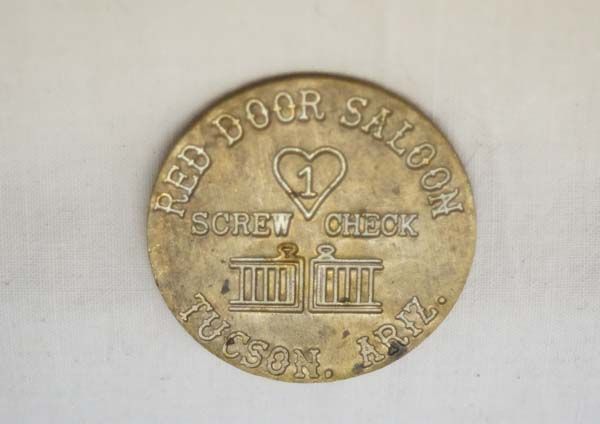 RED DOOR SALOON
1
SCREW CHECK
TUCSON. ARIZ.